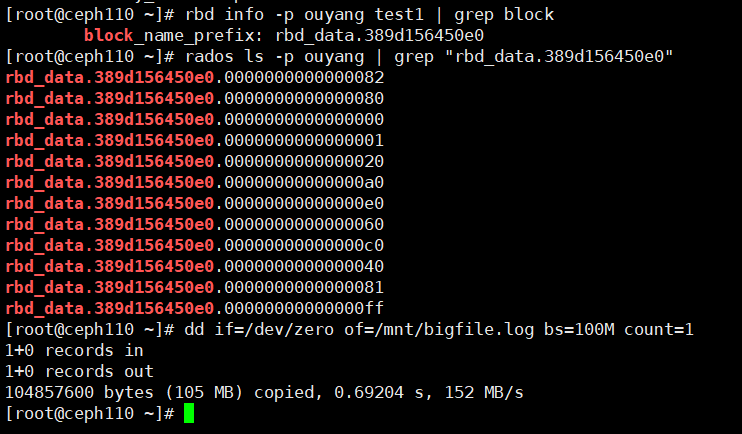 [root@ceph110 ~]# rbd info -p ouyang test1 | grep block
        block_name_prefix: rbd_data.389d156450e0
[root@ceph110 ~]# rados ls -p ouyang | grep "rbd_data.389d156450e0"
rbd_data.389d156450e0.0000000000000082
rbd_data.389d156450e0.0000000000000080
rbd_data.389d156450e0.0000000000000000
rbd_data.389d156450e0.0000000000000001
rbd_data.389d156450e0.0000000000000020
rbd_data.389d156450e0.00000000000000a0
rbd_data.389d156450e0.00000000000000e0
rbd_data.389d156450e0.0000000000000060
rbd_data.389d156450e0.00000000000000c0
rbd_data.389d156450e0.0000000000000040
rbd_data.389d156450e0.0000000000000081
rbd_data.389d156450e0.00000000000000ff
[root@ceph110 ~]# dd if=/dev/zero of=/mnt/bigfile.log bs=100M count=1
1+0 records in
1+0 records out
104857600 bytes (105 MB) copied, 0.69204 s, 152 MB/s
[root@ceph110 ~]#